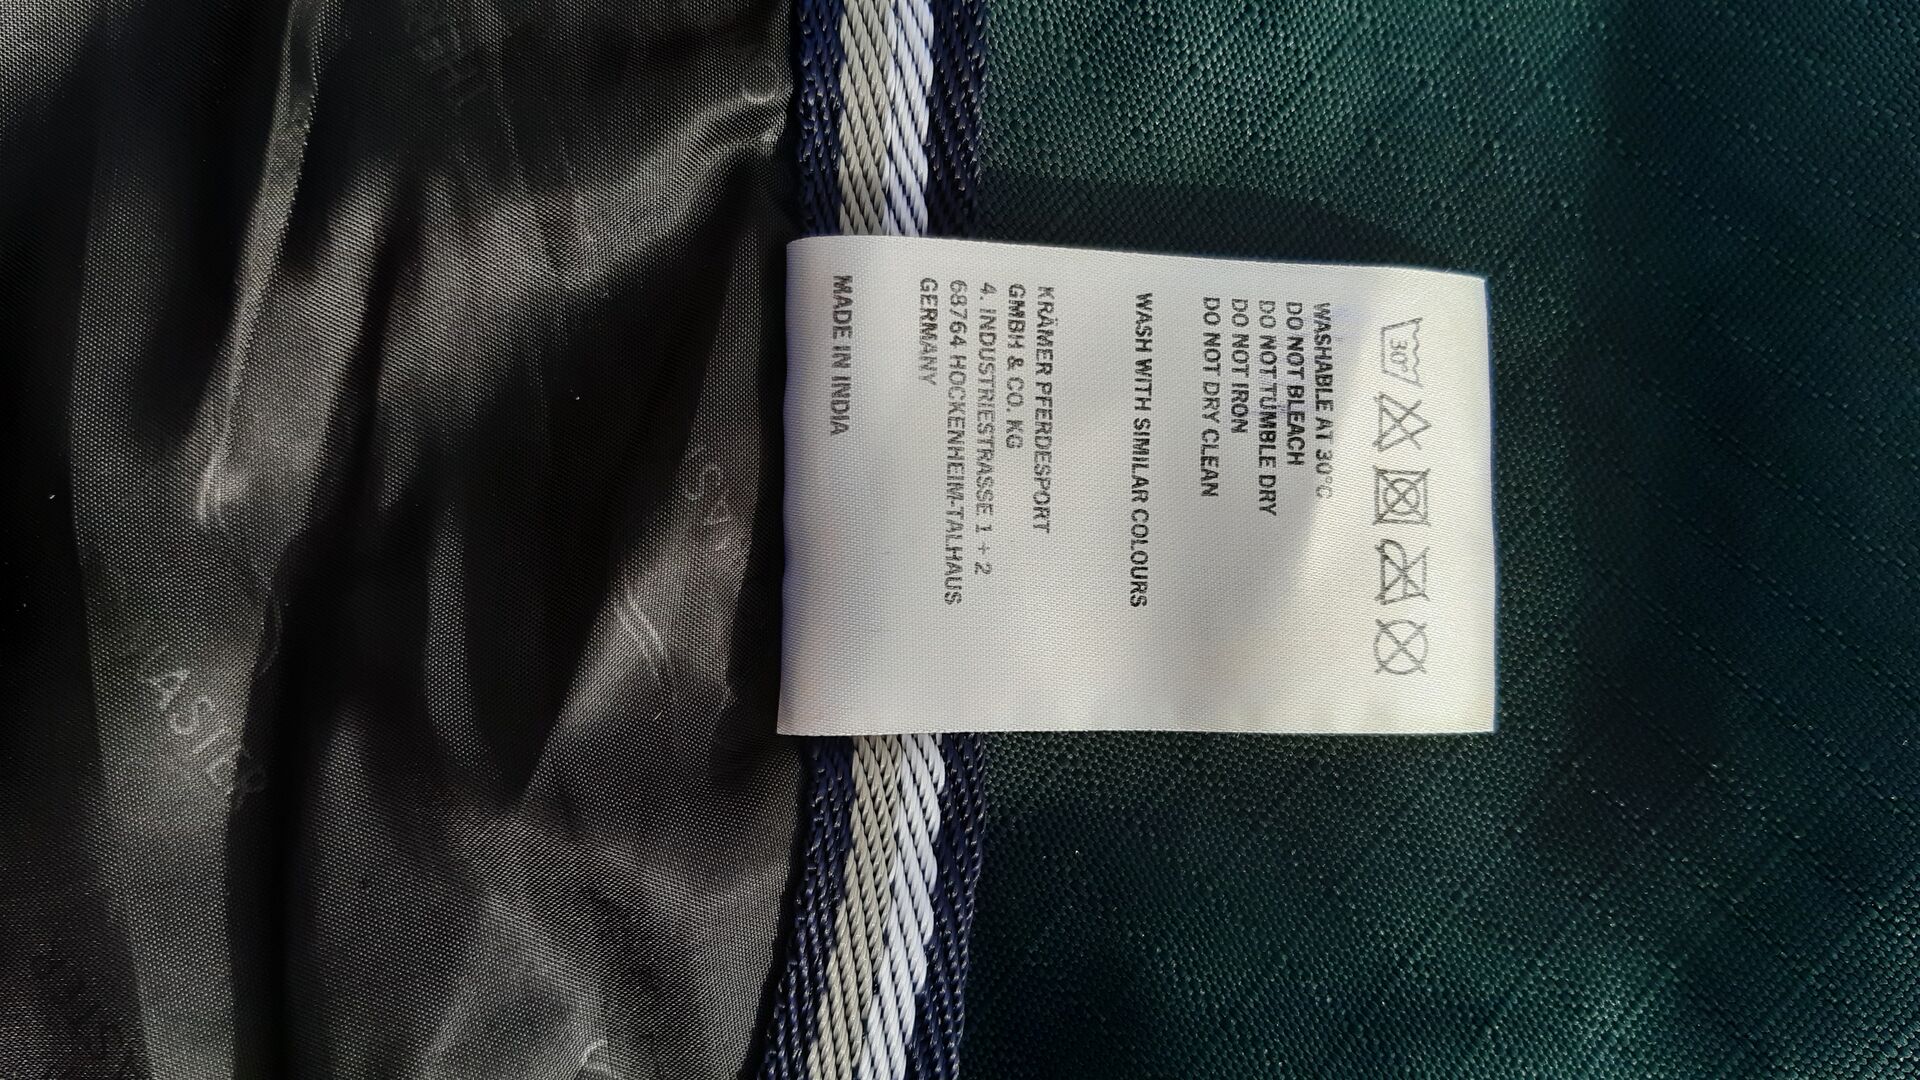 30°
WASHABLE AT 30°C
DO NOT BLEACH
DO NOT TUMBLE DRY
DO NOT IRON
DO NOT DRY CLEAN
WASH WITH SIMILAR COLOURS
KRÄMER PFERDESPORT
GMBH & CO. KG
4. INDUSTRIESTRASSE 1 + 2
68764 HOCKENHEIM-TALHAUS
GERMANY
MADE IN INDIA